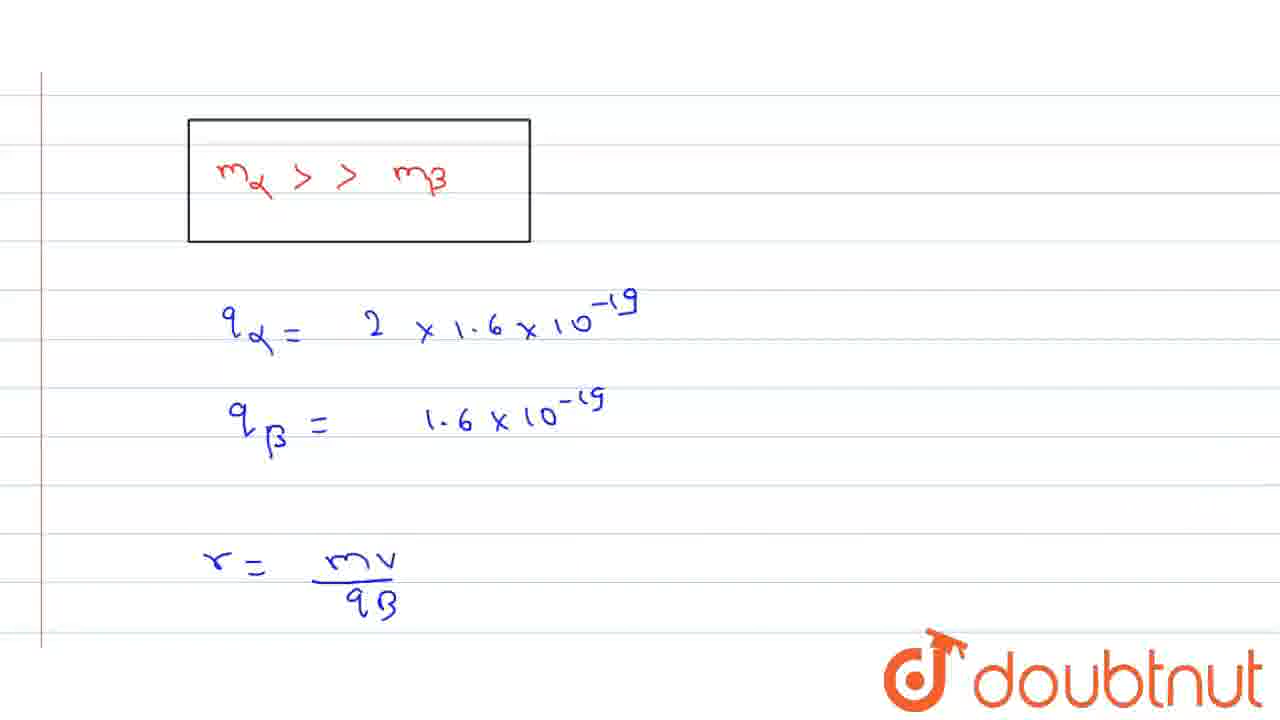 mα > > mβ
qα = 2 × 1.6 × 10⁻¹⁹
qβ = 1.6 × 10⁻¹⁹
r = mv / qB
doubtnut